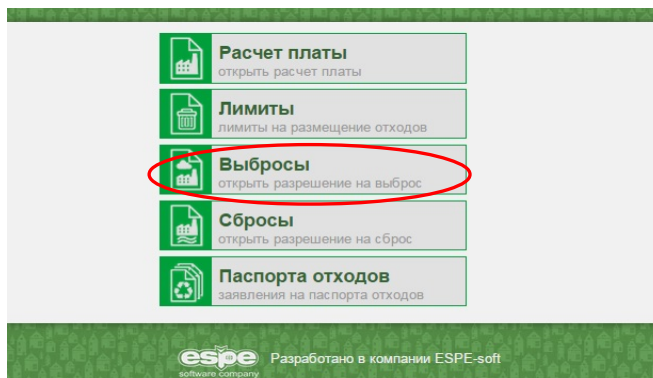 Расчет платы
открыть расчет платы
Лимиты
лимиты на размещение отходов
Выбросы
открыть разрешение на выброс
Сбросы
открыть разрешение на сброс
Паспорта отходов
заявления на паспорта отходов
espe
software company
Разработано в компании ESPE-soft